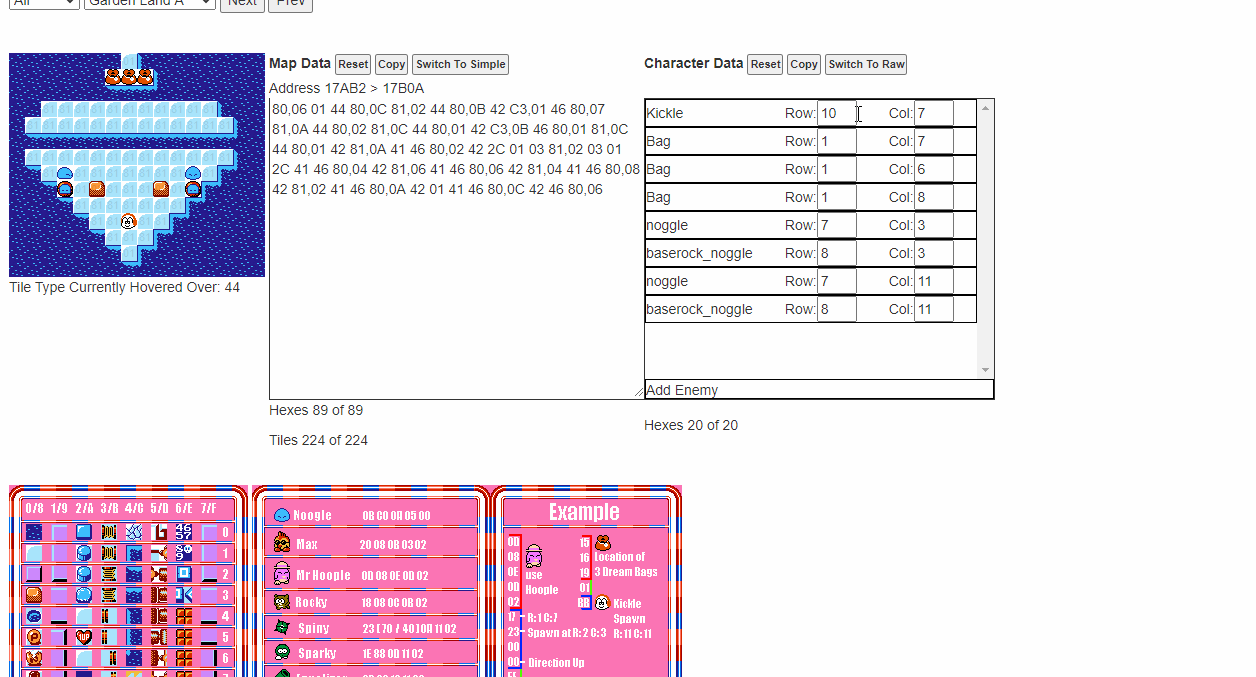 All Garden Land A Next Prev
Map Data Reset Copy Switch To Simple
Address 17AB2 > 17B0A
80,06 01 44 80,0C 81,02 44 80,0B 42 C3,01 46 80,07
81,0A 44 80,02 81,0C 44 80,01 42 C3,0B 46 80,01 81,0C
44 80,01 42 81,0A 41 46 80,02 42 2C 01 03 81,02 03 01
2C 41 46 80,04 42 81,06 41 46 80,06 42 81,04 41 46 80,08
42 81,02 41 46 80,0A 42 01 41 46 80,0C 42 46 80,06
Hexes 89 of 89
Tiles 224 of 224
Tile Type Currently Hovered Over: 44
Character Data Reset Copy Switch To Raw
Kickle Row: 10 Col: 7
Bag Row: 1 Col: 7
Bag Row: 1 Col: 6
Bag Row: 1 Col: 8
noggle Row: 7 Col: 3
baserock_noggle Row: 8 Col: 3
noggle Row: 7 Col: 11
baserock_noggle Row: 8 Col: 11
Add Enemy
Hexes 20 of 20
0/8 1/9 2/A 3/B 4/C 5/D 6/E 7/F
0
1
2
3
4
5
6
Noogle 0B C0 0A 05 00
Max 20 08 0B 03 02
Mr Hoople 0D 08 0E 0D 02
Rocky 18 08 0C 0B 02
Spiny 23 [70 / 40] 0A 11 02
Sparky 1E 88 0D 11 02
Example
0D
08
0E
0D
02
use
Hoople
15
16
19
Location of
3 Dream Bags
01
BB
Kickle
Spawn
R: 11 C: 11
17 R: 1 C: 7
23 Spawn at R: 2 C: 3
00
00 Direction Up